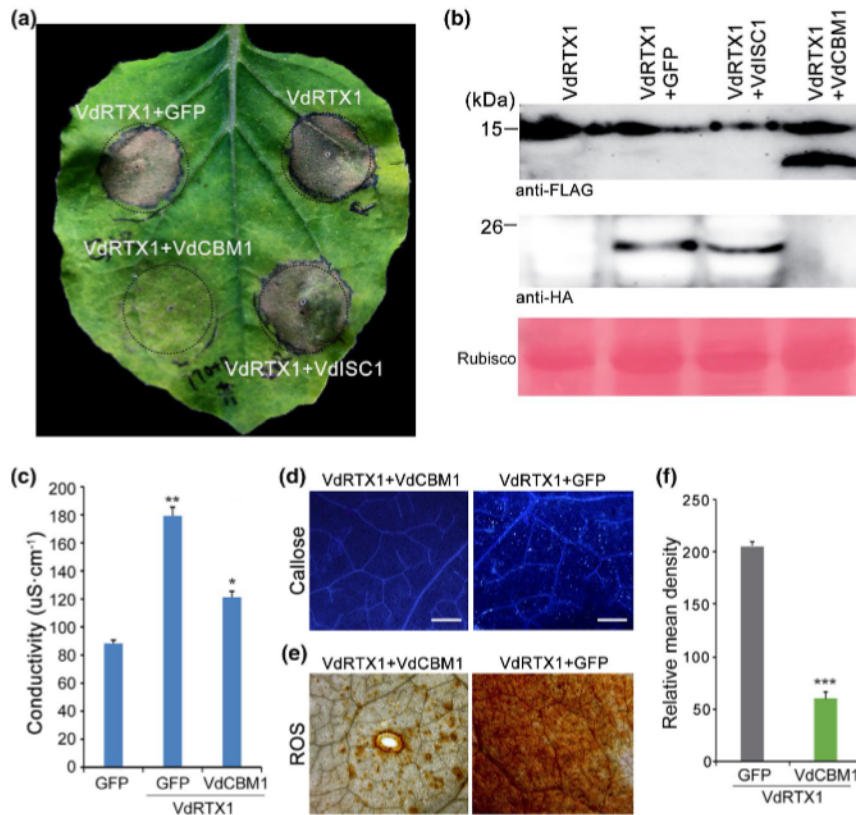 (a)
VdRTX1+GFP
VdRTX1
VdRTX1+VdCBM1
VdRTX1+VdISC1
(b)
VdRTX1
VdRTX1
+GFP
VdRTX1
+VdISC1
VdRTX1
+VdCBM1
(kDa)
15
anti-FLAG
26
anti-HA
Rubisco
(c)
Conductivity (uS·cm⁻¹)
200
180
160
140
120
100
80
60
40
20
0
**
*
GFP
GFP
VdCBM1
VdRTX1
(d)
VdRTX1+VdCBM1
VdRTX1+GFP
Callose
(e)
VdRTX1+VdCBM1
VdRTX1+GFP
ROS
(f)
Relative mean density
250
200
150
100
50
0
***
GFP
VdCBM1
VdRTX1